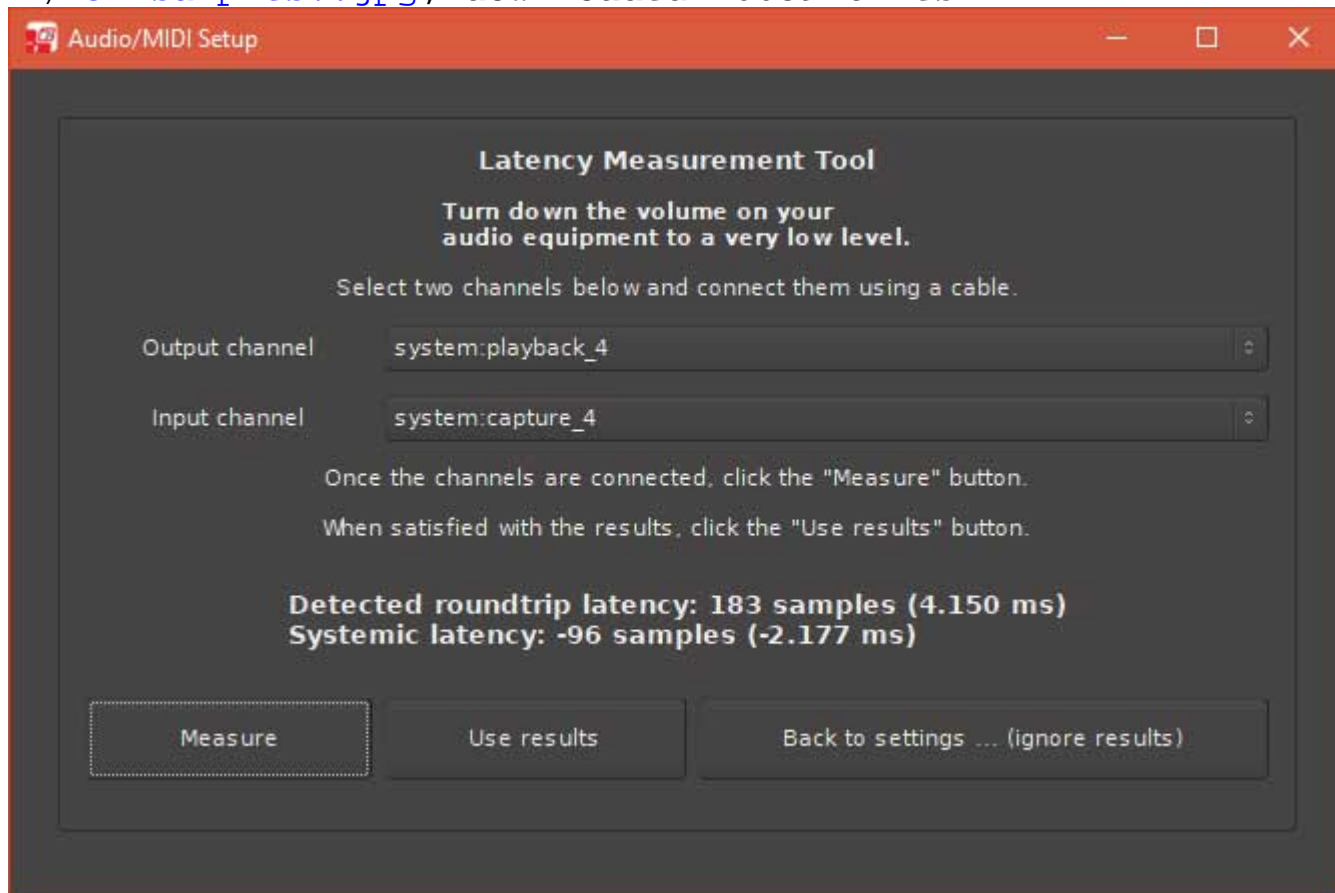 Audio/MIDI Setup
Latency Measurement Tool
Turn down the volume on your
audio equipment to a very low level.
Select two channels below and connect them using a cable.
Output channel system:playback_4
Input channel system:capture_4
Once the channels are connected, click the "Measure" button.
When satisfied with the results, click the "Use results" button.
Detected roundtrip latency: 183 samples (4.150 ms)
Systemic latency: -96 samples (-2.177 ms)
Measure Use results Back to settings ... (ignore results)